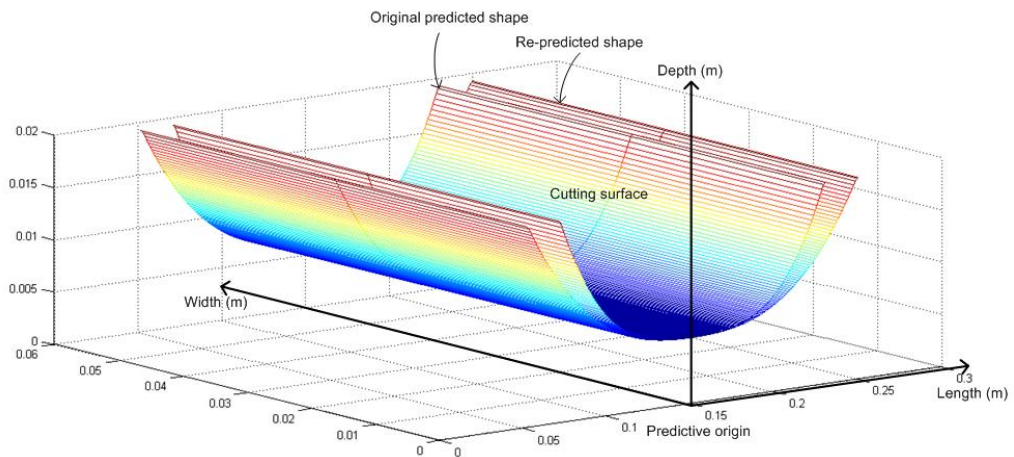 Original predicted shape
Re-predicted shape
Depth (m)
0.02
0.015
0.01
0.005
0
Cutting surface
Width (m)
0.06
0.05
0.04
0.03
0.02
0.01
0
0
0.05
0.1
0.15
0.2
0.25
0.3
Length (m)
Predictive origin